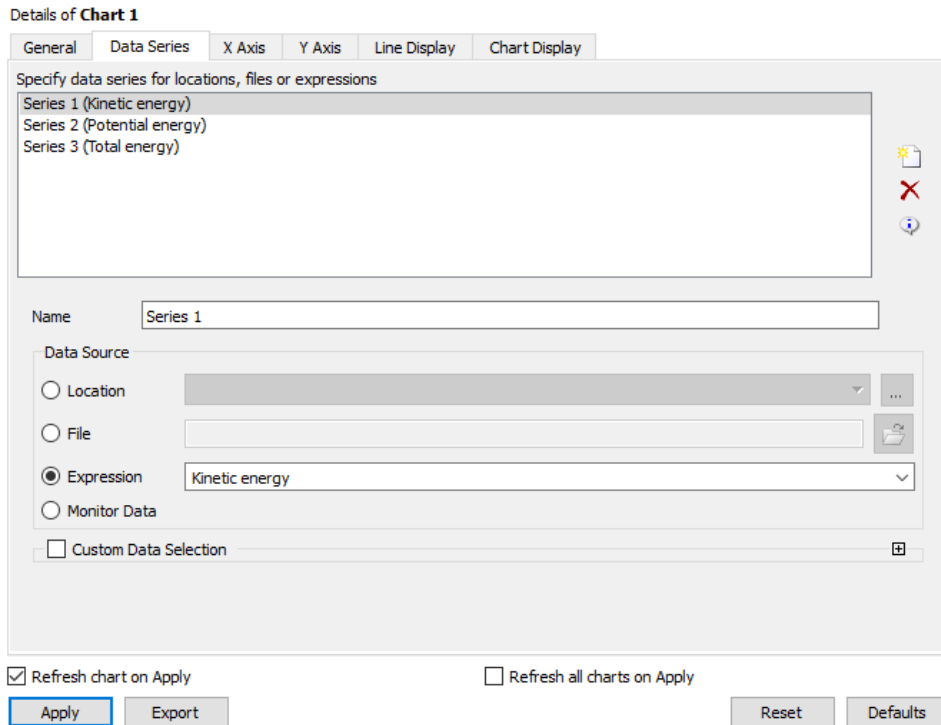 Details of Chart 1
General Data Series X Axis Y Axis Line Display Chart Display
Specify data series for locations, files or expressions
Series 1 (Kinetic energy)
Series 2 (Potential energy)
Series 3 (Total energy)
Name Series 1
Data Source
Location ...
File
Expression Kinetic energy
Monitor Data
Custom Data Selection
Refresh chart on Apply Refresh all charts on Apply
Apply Export Reset Defaults